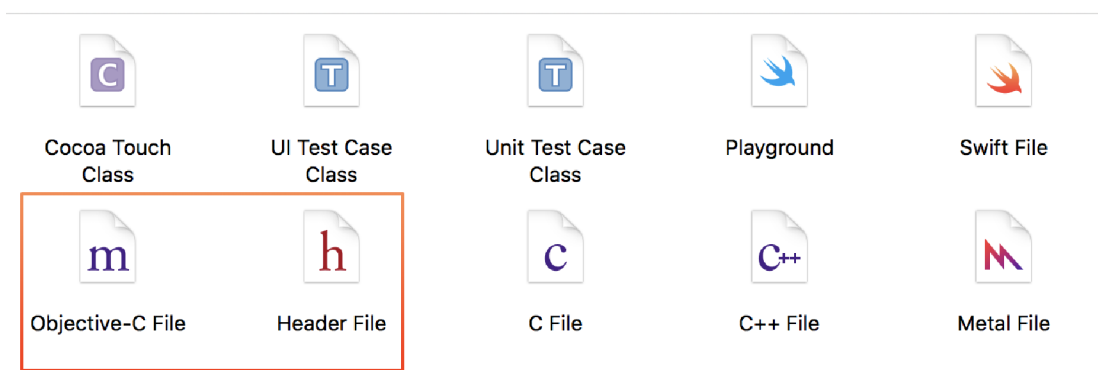 C
T
T
Cocoa Touch
Class
UI Test Case
Class
Unit Test Case
Class
Playground
Swift File
m
h
c
C++
Objective-C File
Header File
C File
C++ File
Metal File